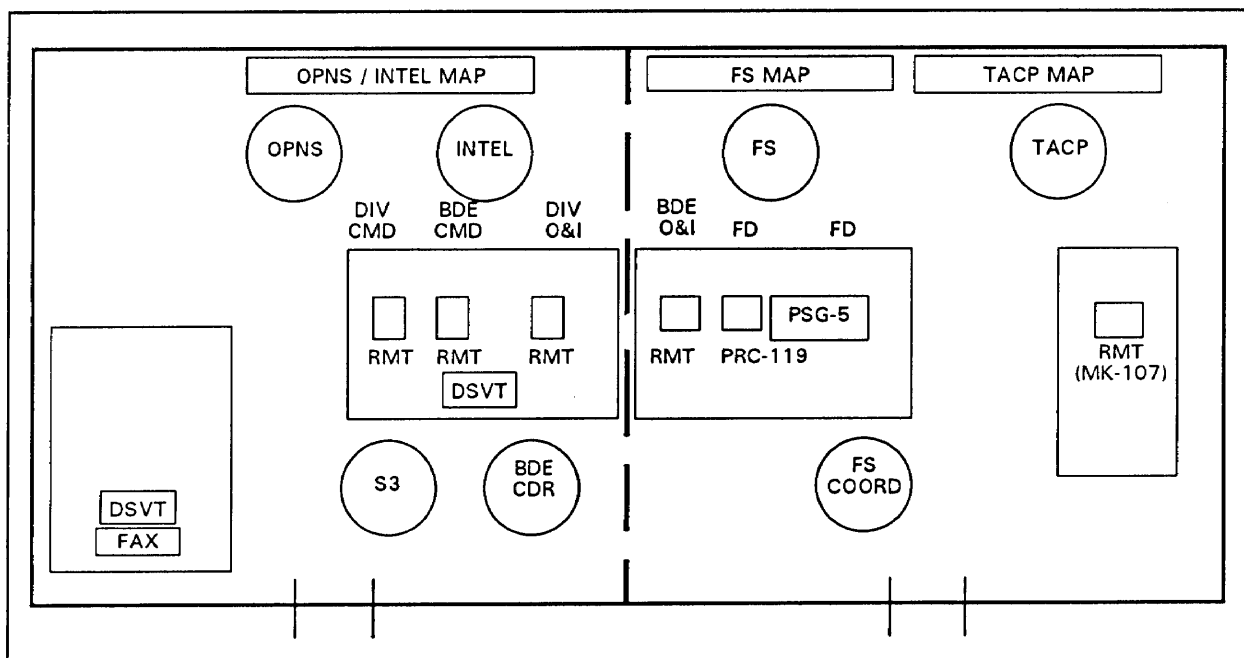 OPNS / INTEL MAP
FS MAP
TACP MAP
OPNS
INTEL
FS
TACP
DIV
CMD
BDE
CMD
DIV
O&I
BDE
O&I
FD
FD
RMT
RMT
RMT
DSVT
RMT
PRC-119
PSG-5
RMT
(MK-107)
S3
BDE
CDR
FS
COORD
DSVT
FAX